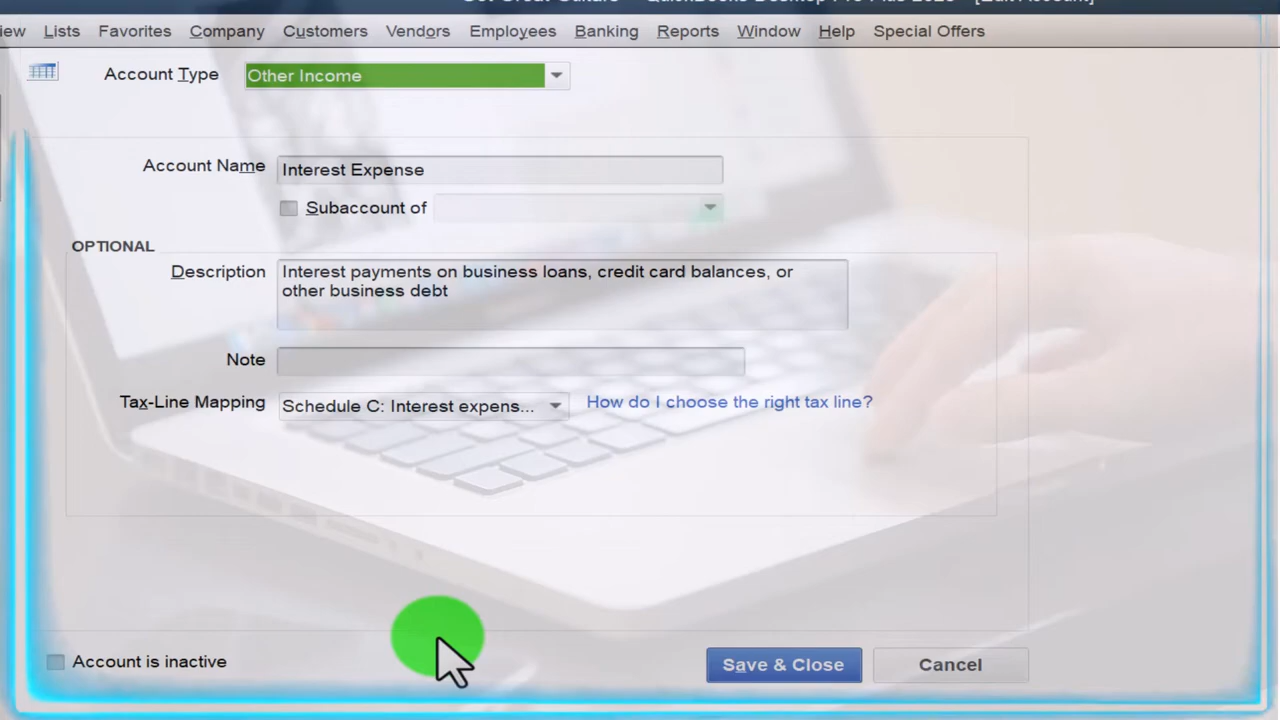 Lists Favorites Company Customers Vendors Employees Banking Reports Window Help Special Offers
Account Type Other Income
Account Name Interest Expense
Subaccount of
OPTIONAL
Description Interest payments on business loans, credit card balances, or
other business debt
Note
Tax-Line Mapping Schedule C: Interest expens... How do I choose the right tax line?
Account is inactive Save & Close Cancel